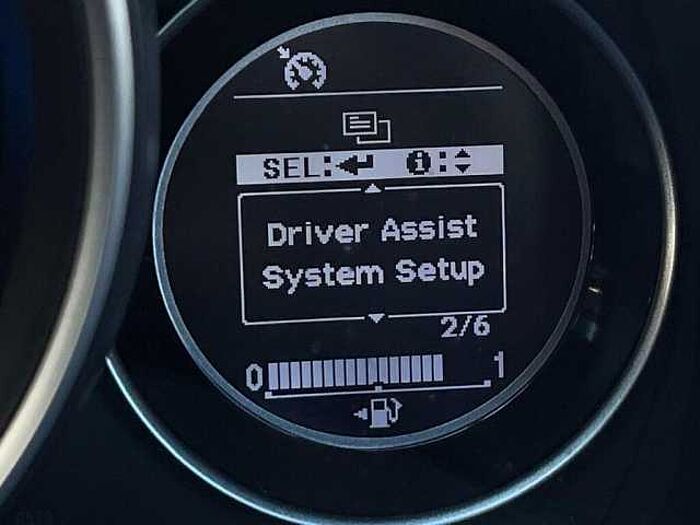 SEL: i:
Driver Assist
System Setup
2/6
0 1